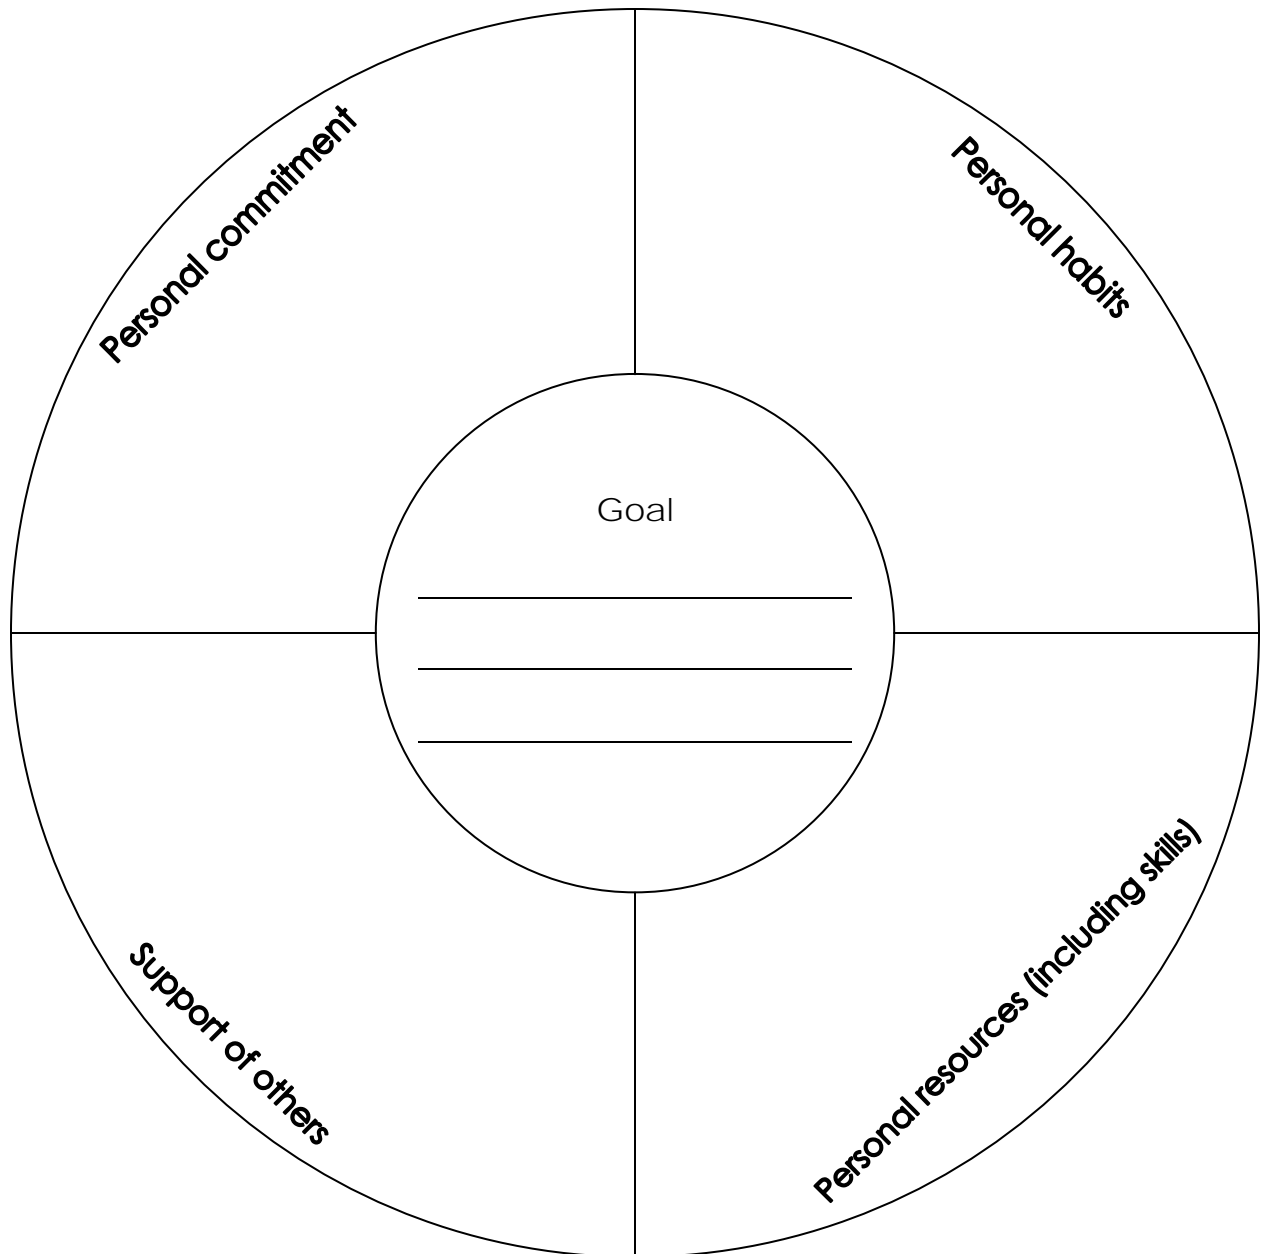 Personal commitment
Personal habits
Goal
Support of others
Personal resources (including skills)